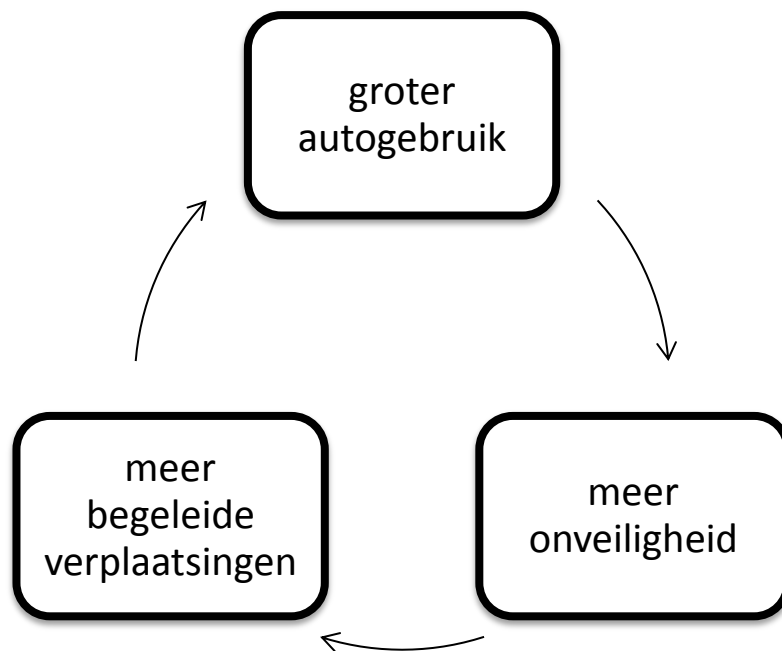 groter
autogebruik
meer
onveiligheid
meer
begeleide
verplaatsingen